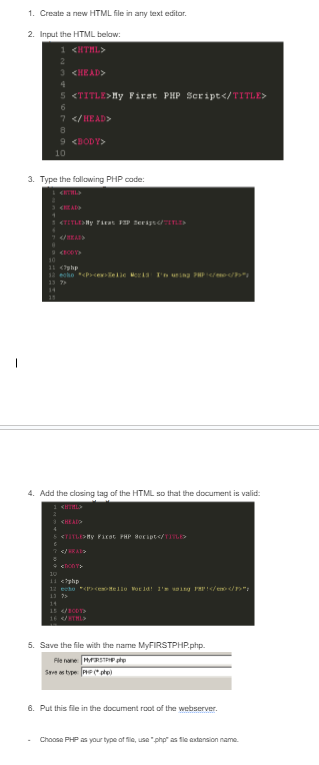 1. Create a new HTML file in any text editor.
2. Input the HTML below:
1 <HTML>
2
3 <HEAD>
4
5 <TITLE>My First PHP Script</TITLE>
6
7 </HEAD>
8
9 <BODY>
10
3. Type the following PHP code:
1 <HTML>
2
3 <HEAD>
4
5 <TITLE>My First PHP Script</TITLE>
6
7 </HEAD>
8
9 <BODY>
10
11 <?php
12 echo "<P><em>Hello World! I'm using PHP!</em></P>";
13 ?>
14
15
4. Add the closing tag of the HTML so that the document is valid:
1 <HTML>
2
3 <HEAD>
4
5 <TITLE>My First PHP Script</TITLE>
6
7 </HEAD>
8
9 <BODY>
10
11 <?php
12 echo "<P><em>Hello World! I'm using PHP!</em></P>";
13 ?>
14
15 </BODY>
16 </HTML>
5. Save the file with the name MyFIRSTPHP.php.
File name: MyFIRSTPHP.php
Save as type: PHP (*.php)
6. Put this file in the document root of the webserver.
- Choose PHP as your type of file, use ".php" as file extension name.